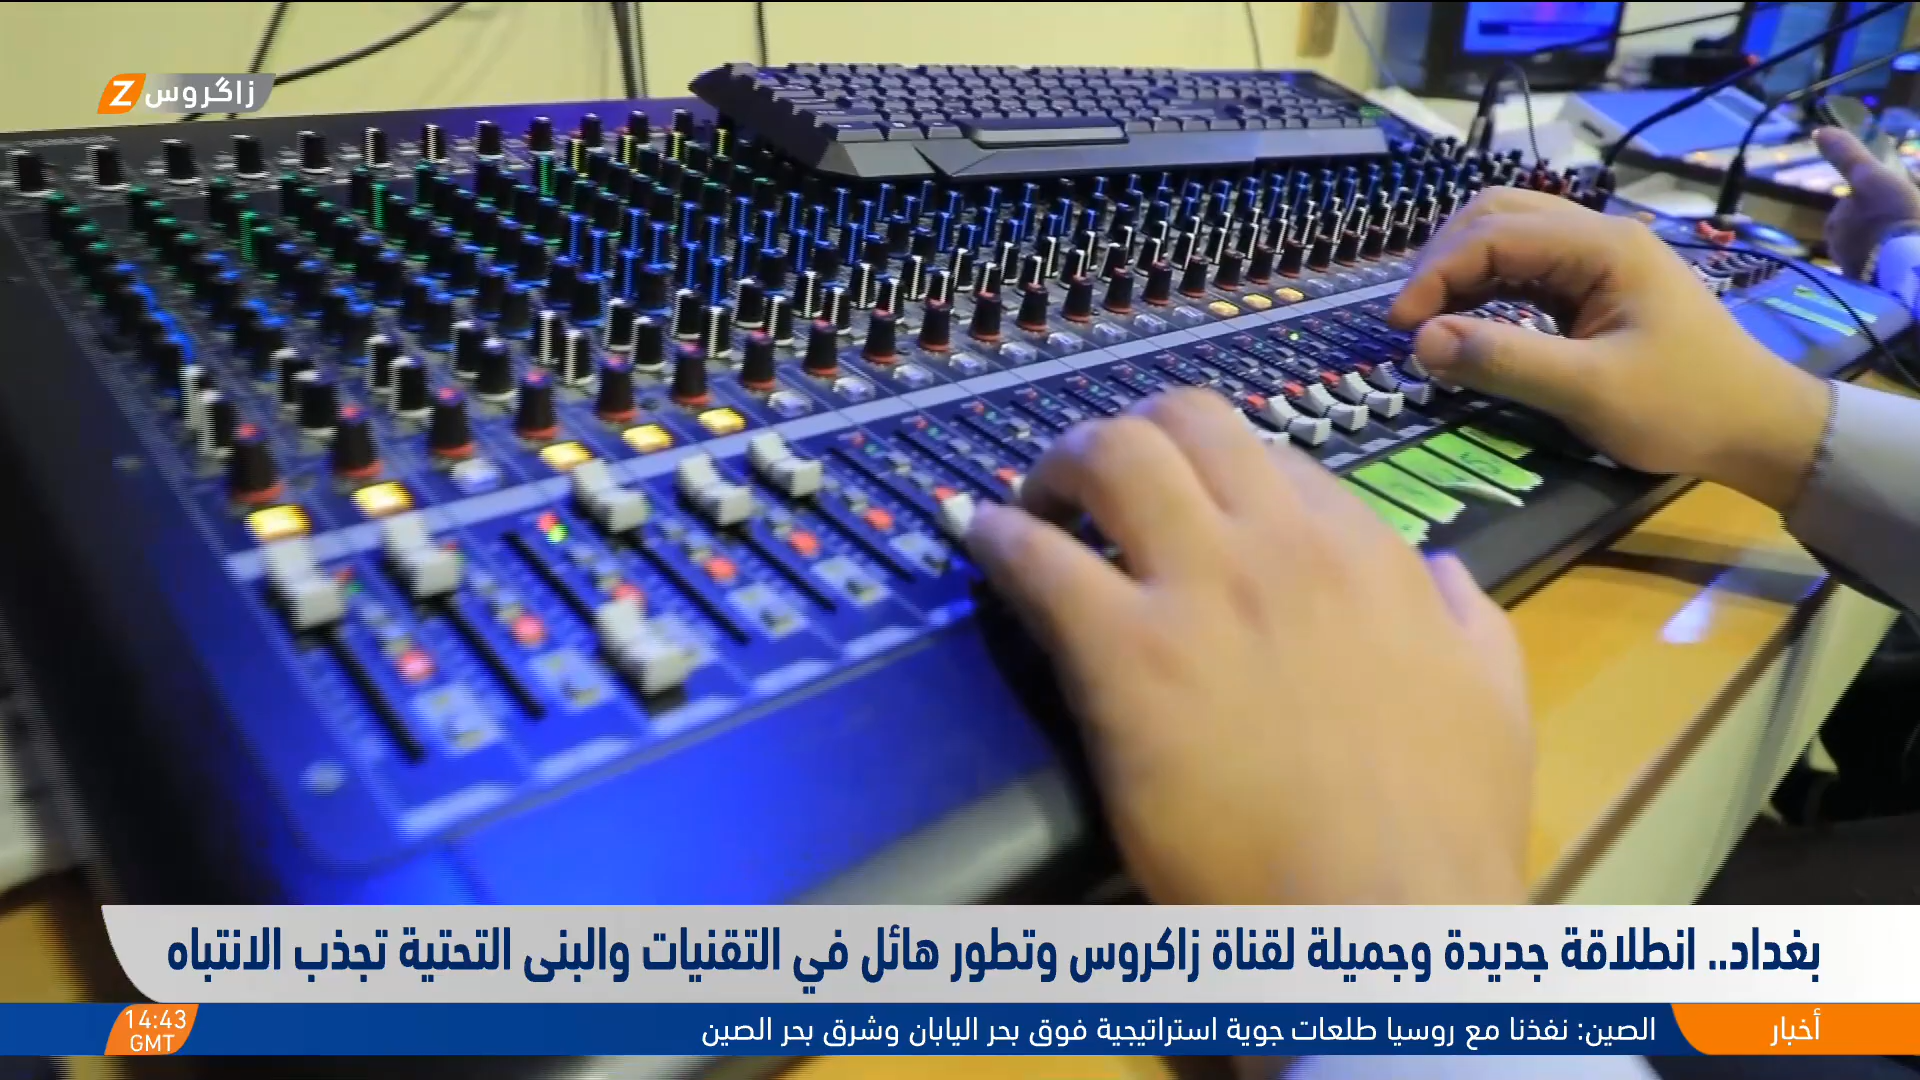 Z زاگروس
بغداد.. انطلاقة جديدة وجميلة لقناة زاكروس وتطور هائل في التقنيات والبنى التحتية تجذب الانتباه
أخبار
الصين: نفذنا مع روسيا طلعات جوية استراتيجية فوق بحر اليابان وشرق بحر الصين
14:43
GMT